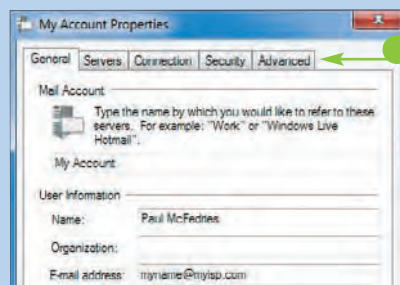 My Account Properties
General Servers Connection Security Advanced
Mail Account
Type the name by which you would like to refer to these
servers. For example: "Work" or "Windows Live
Hotmail".
My Account
User Information
Name: Paul McFedries
Organization:
E-mail address: myname@myisp.com